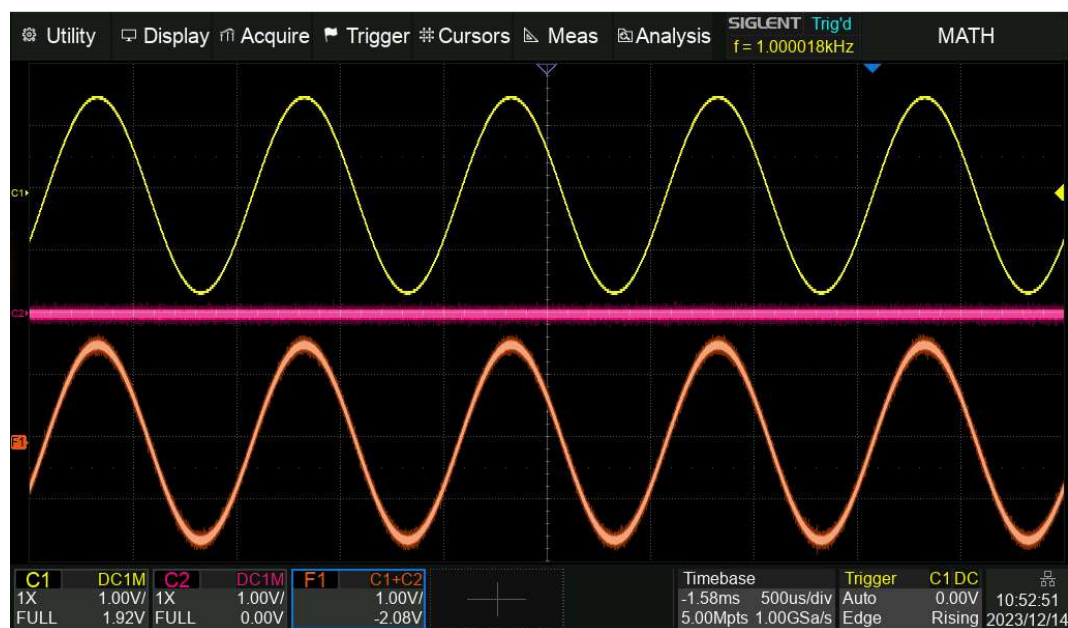 Utility Display Acquire Trigger Cursors Meas Analysis SIGLENT Trig'd MATH
f = 1.000018kHz
C1
C2
F1
C1 DC1M C2 DC1M F1 C1+C2 Timebase Trigger C1 DC
1X 1.00V/ 1X 1.00V/ 1.00V/ -1.58ms 500us/div Auto 0.00V 10:52:51
FULL 1.92V FULL 0.00V -2.08V 5.00Mpts 1.00GSa/s Edge Rising 2023/12/14